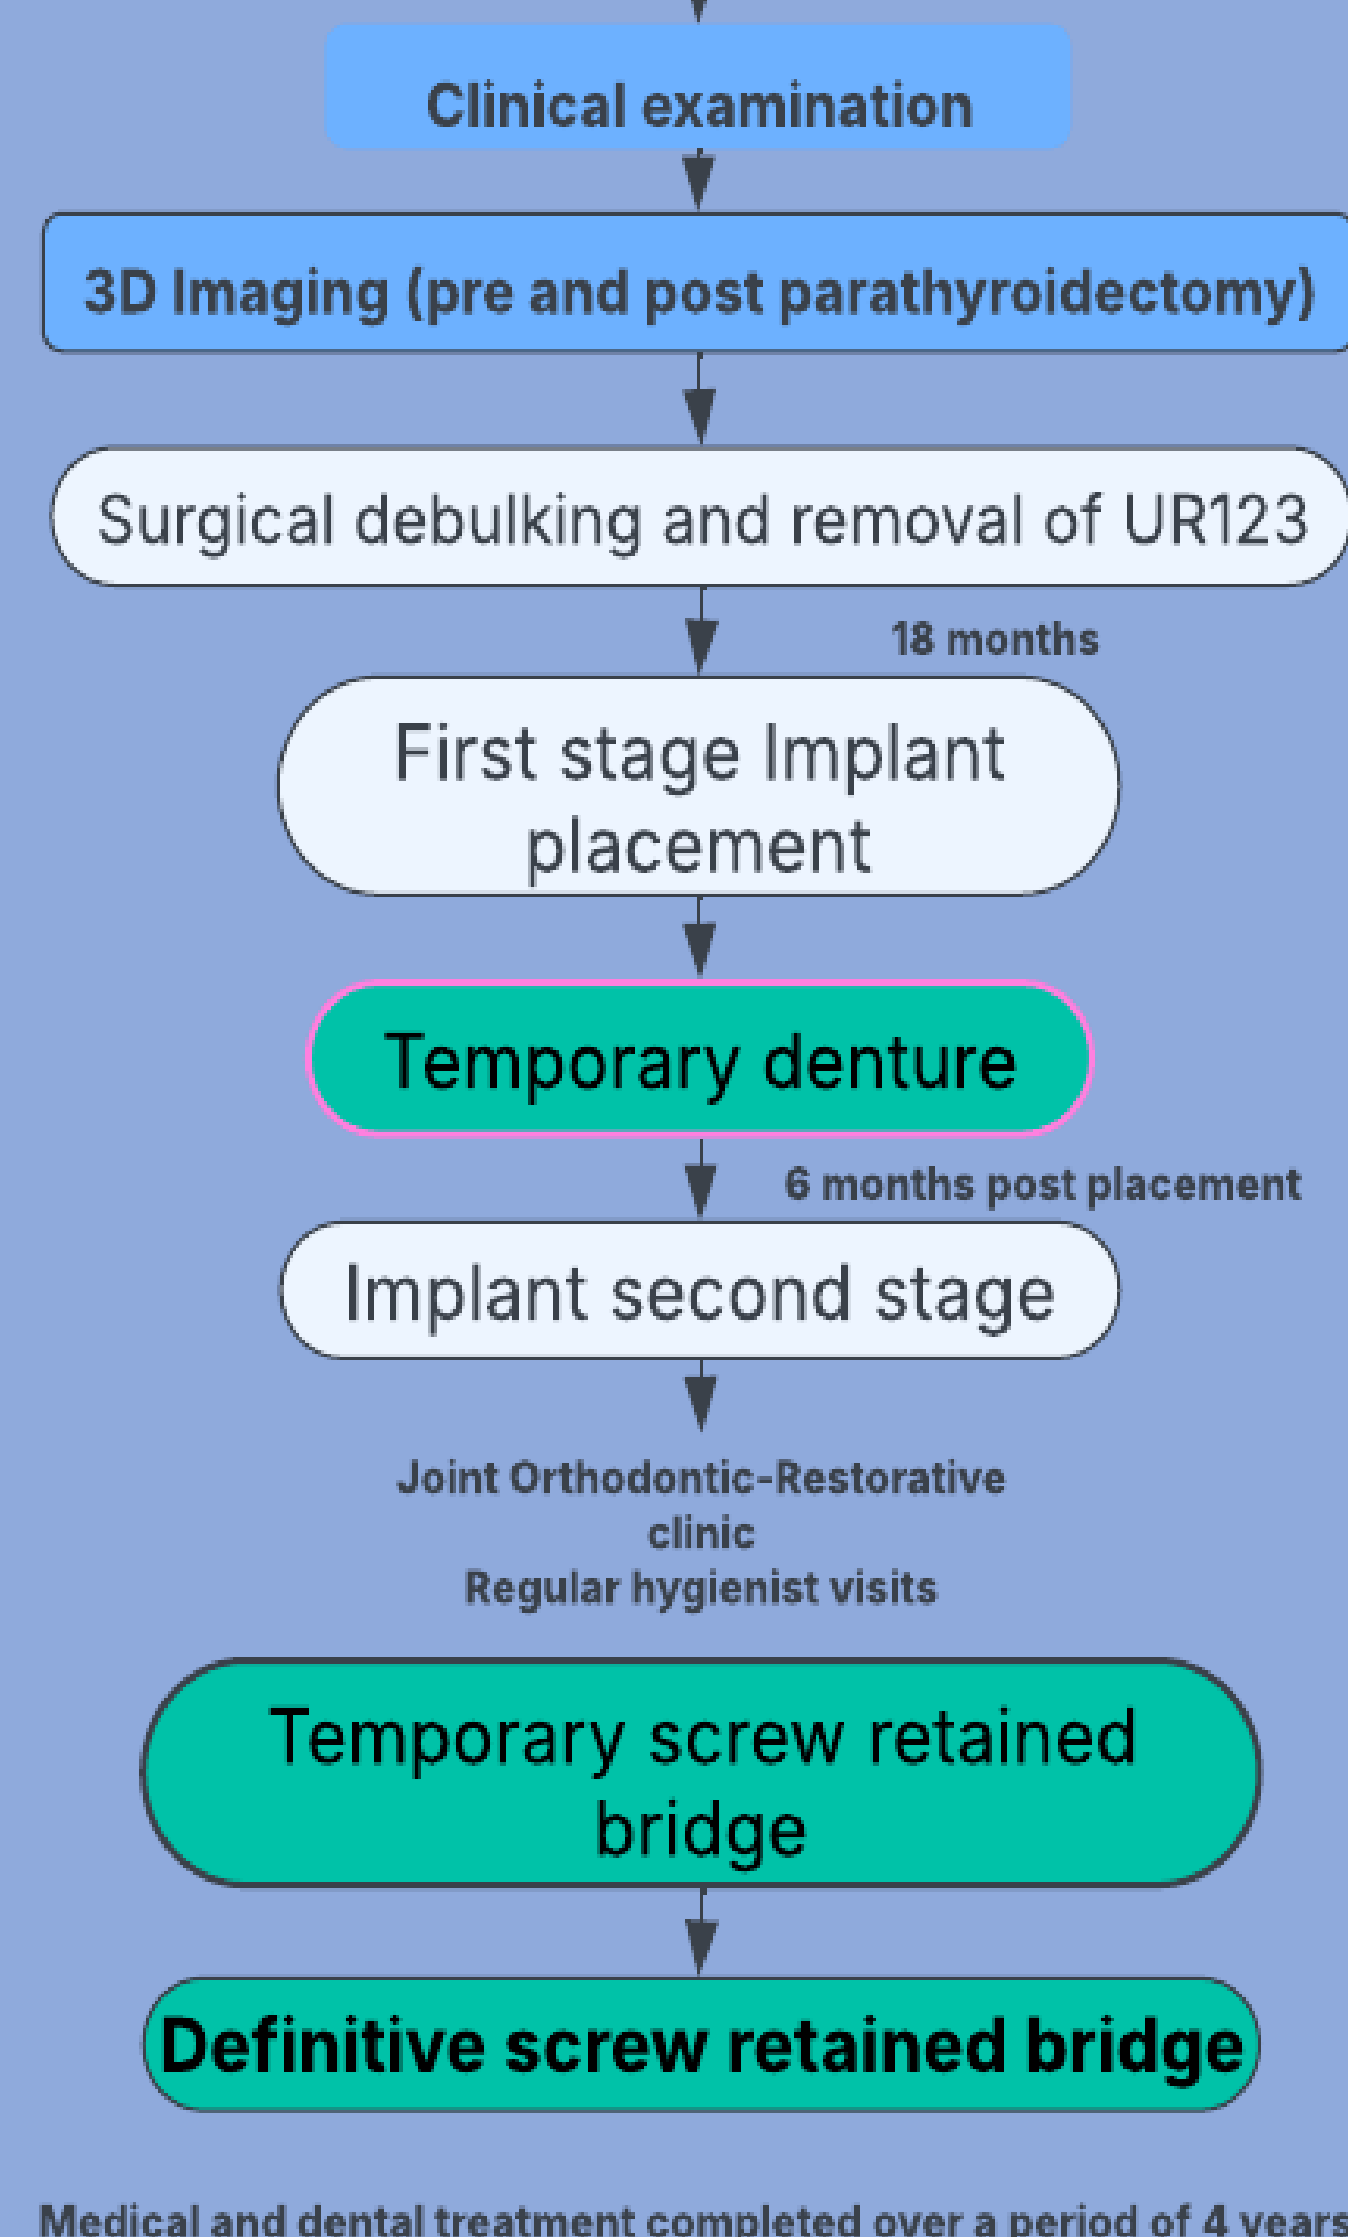 Clinical examination
3D Imaging (pre and post parathyroidectomy)
Surgical debulking and removal of UR123
18 months
First stage Implant
placement
Temporary denture
6 months post placement
Implant second stage
Joint Orthodontic-Restorative
clinic
Regular hygienist visits
Temporary screw retained
bridge
Definitive screw retained bridge
Medical and dental treatment completed over a period of 4 years